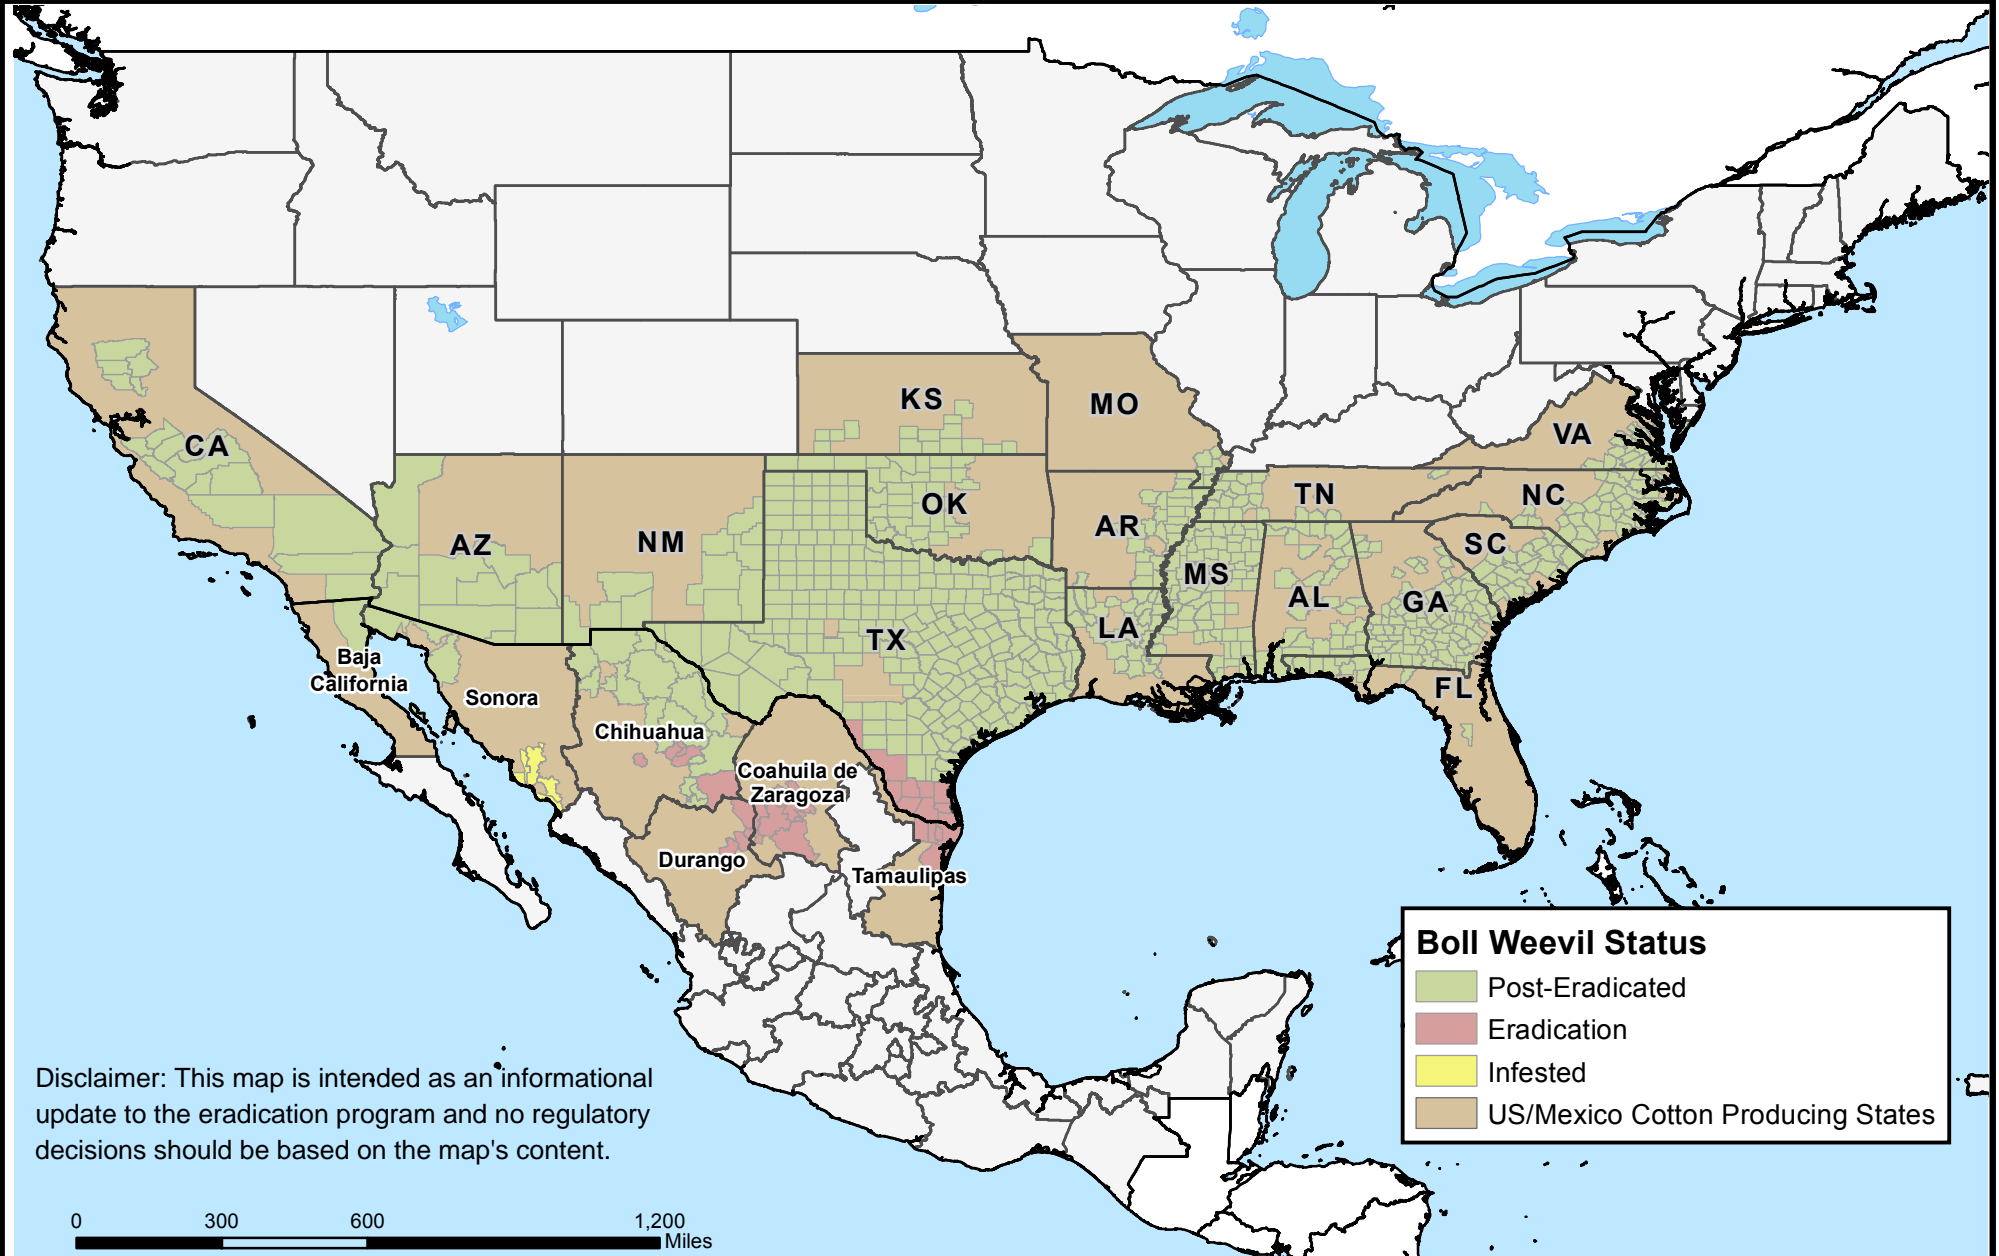 KS
MO
VA
CA
OK
TN
NC
AZ
NM
AR
SC
MS
AL
GA
TX
LA
FL
Baja
California
Sonora
Chihuahua
Coahuila de
Zaragoza
Durango
Tamaulipas
Boll Weevil Status
Post-Eradicated
Eradication
Infested
US/Mexico Cotton Producing States
Disclaimer: This map is intended as an informational
update to the eradication program and no regulatory
decisions should be based on the map's content.
0 300 600 1,200
Miles